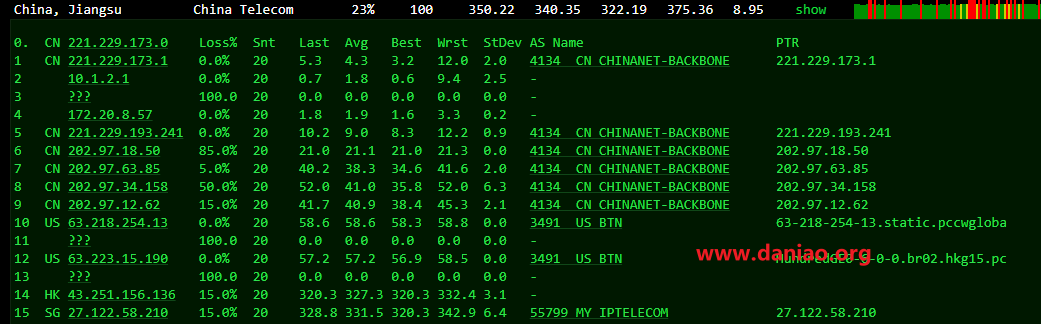 China, Jiangsu China Telecom 23% 100 350.22 340.35 322.19 375.36 8.95 show
0. CN 221.229.173.0 Loss% Snt Last Avg Best Wrst StDev AS Name PTR
1 CN 221.229.173.1 0.0% 20 5.3 4.3 3.2 12.0 2.0 4134 CN CHINANET-BACKBONE 221.229.173.1
2 10.1.2.1 0.0% 20 0.7 1.8 0.6 9.4 2.5 -
3 ??? 100.0 20 0.0 0.0 0.0 0.0 0.0 -
4 172.20.8.57 0.0% 20 1.8 1.9 1.6 3.3 0.2 -
5 CN 221.229.193.241 0.0% 20 10.2 9.0 8.3 12.2 0.9 4134 CN CHINANET-BACKBONE 221.229.193.241
6 CN 202.97.18.50 85.0% 20 21.0 21.1 21.0 21.3 0.0 4134 CN CHINANET-BACKBONE 202.97.18.50
7 CN 202.97.63.85 5.0% 20 40.2 38.3 34.6 41.6 2.0 4134 CN CHINANET-BACKBONE 202.97.63.85
8 CN 202.97.34.158 50.0% 20 52.0 41.0 35.8 52.0 6.3 4134 CN CHINANET-BACKBONE 202.97.34.158
9 CN 202.97.12.62 15.0% 20 41.7 40.9 38.4 45.3 2.1 4134 CN CHINANET-BACKBONE 202.97.12.62
10 US 63.218.254.13 0.0% 20 58.6 58.6 58.3 58.8 0.0 3491 US BTN 63-218-254-13.static.pccwgloba
11 ??? 100.0 20 0.0 0.0 0.0 0.0 0.0 -
www.daniao.org
12 US 63.223.15.190 0.0% 20 57.2 57.2 56.9 58.5 0.0 3491 US BTN
13 ??? 100.0 20 0.0 0.0 0.0 0.0 0.0 -
14 HK 43.251.156.136 15.0% 20 320.3 327.3 320.3 332.4 3.1 -
15 SG 27.122.58.210 15.0% 20 328.8 331.5 320.3 342.9 6.4 55799 MY IPTELECOM 27.122.58.210